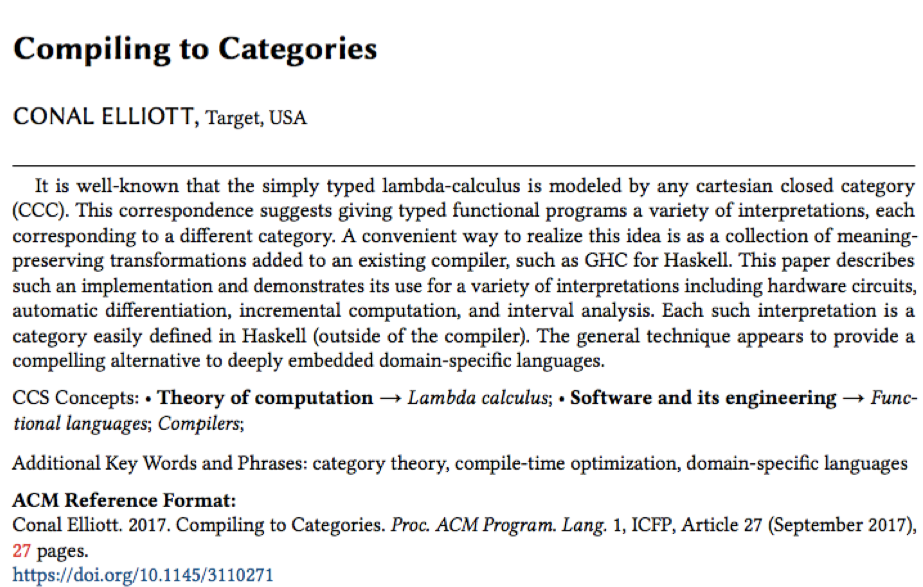 Compiling to Categories
CONAL ELLIOTT, Target, USA
It is well-known that the simply typed lambda-calculus is modeled by any cartesian closed category
(CCC). This correspondence suggests giving typed functional programs a variety of interpretations, each
corresponding to a different category. A convenient way to realize this idea is as a collection of meaning-
preserving transformations added to an existing compiler, such as GHC for Haskell. This paper describes
such an implementation and demonstrates its use for a variety of interpretations including hardware circuits,
automatic differentiation, incremental computation, and interval analysis. Each such interpretation is a
category easily defined in Haskell (outside of the compiler). The general technique appears to provide a
compelling alternative to deeply embedded domain-specific languages.
CCS Concepts: • Theory of computation → Lambda calculus; • Software and its engineering → Func-
tional languages; Compilers;
Additional Key Words and Phrases: category theory, compile-time optimization, domain-specific languages
ACM Reference Format:
Conal Elliott. 2017. Compiling to Categories. Proc. ACM Program. Lang. 1, ICFP, Article 27 (September 2017),
27 pages.
https://doi.org/10.1145/3110271